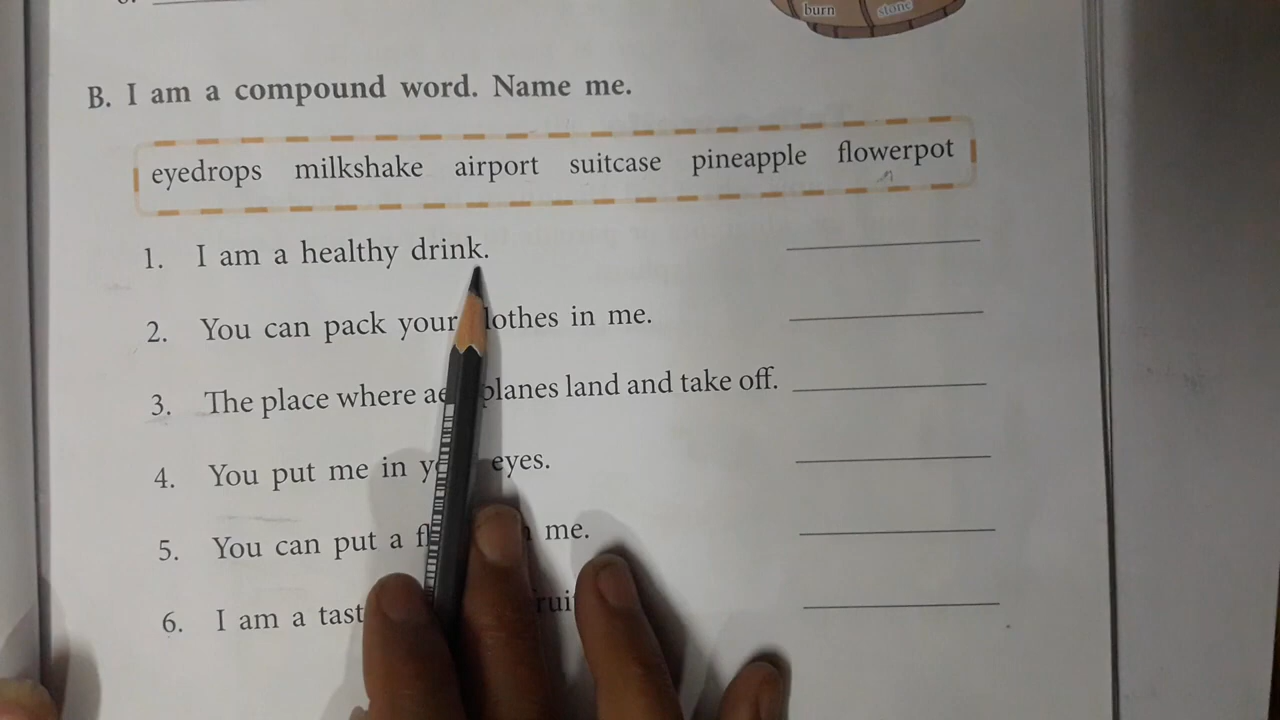 burn stone
B. I am a compound word. Name me.
eyedrops milkshake airport suitcase pineapple flowerpot
1. I am a healthy drink.
2. You can pack your lothes in me.
3. The place where ae planes land and take off.
4. You put me in y eyes.
5. You can put a fl me.
6. I am a tast rui